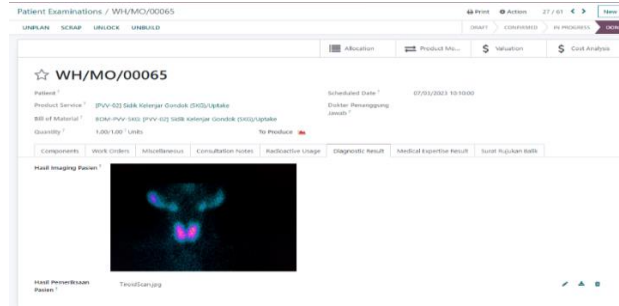 Patient Examinations / WH/MO/00065
Print Action 27 / 61 New
UNPLAN SCRAP UNLOCK UNBUILD
DRAFT CONFIRMED IN PROGRESS DONE
Allocation Product Mo... Valuation Cost Analysis
WH/MO/00065
Patient ?
Scheduled Date ? 07/03/2023 10:10:00
Product Service ? [PVV-02] Sidik Kelenjar Gondok (SKG)/Uptake
Dokter Penanggung Jawab ?
Bill of Material ? BOM-PVV-SKG: [PVV-02] Sidik Kelenjar Gondok (SKG)/Uptake
Quantity ? 1.00/1.00 ? Units To Produce
Components Work Orders Miscellaneous Consultation Notes Radioactive Usage Diagnostic Result Medical Expertise Result Surat Rujukan Balik
Hasil Imaging Pasien ?
Hasil Pemeriksaan Pasien ?
TiroidScan.jpg